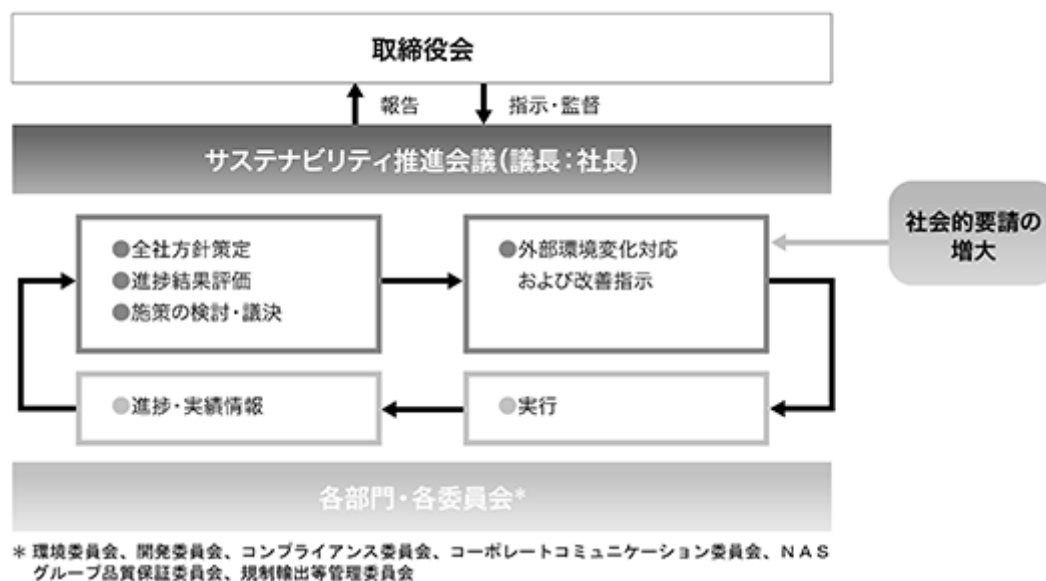 取締役会
報告 指示・監督
サステナビリティ推進会議(議長:社長)
●全社方針策定
●進捗結果評価
●施策の検討・議決
●外部環境変化対応
および改善指示
社会的要請の
増大
●進捗・実績情報
●実行
各部門・各委員会*
* 環境委員会、開発委員会、コンプライアンス委員会、コーポレートコミュニケーション委員会、NAS
グループ品質保証委員会、規制輸出等管理委員会